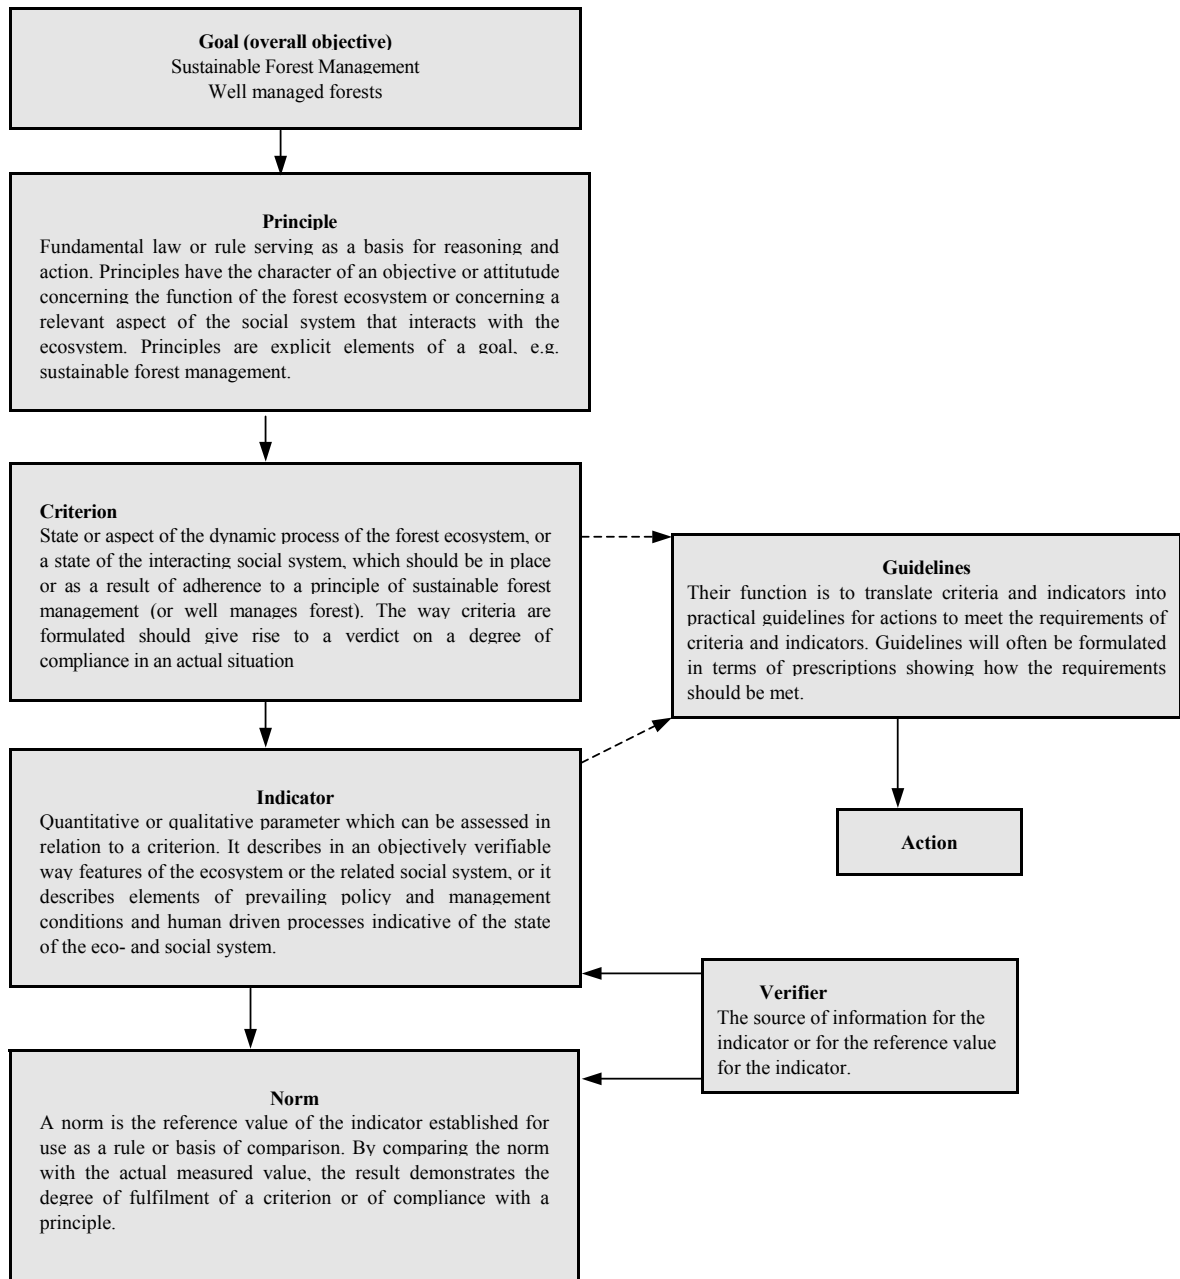 Goal (overall objective)
Sustainable Forest Management
Well managed forests
Principle
Fundamental law or rule serving as a basis for reasoning and
action. Principles have the character of an objective or attitutude
concerning the function of the forest ecosystem or concerning a
relevant aspect of the social system that interacts with the
ecosystem. Principles are explicit elements of a goal, e.g.
sustainable forest management.
Criterion
State or aspect of the dynamic process of the forest ecosystem, or
a state of the interacting social system, which should be in place
or as a result of adherence to a principle of sustainable forest
management (or well manages forest). The way criteria are
formulated should give rise to a verdict on a degree of
compliance in an actual situation
Guidelines
Their function is to translate criteria and indicators into
practical guidelines for actions to meet the requirements of
criteria and indicators. Guidelines will often be formulated
in terms of prescriptions showing how the requirements
should be met.
Indicator
Quantitative or qualitative parameter which can be assessed in
relation to a criterion. It describes in an objectively verifiable
way features of the ecosystem or the related social system, or it
describes elements of prevailing policy and management
conditions and human driven processes indicative of the state
of the eco- and social system.
Action
Verifier
The source of information for the
indicator or for the reference value
for the indicator.
Norm
A norm is the reference value of the indicator established for
use as a rule or basis of comparison. By comparing the norm
with the actual measured value, the result demonstrates the
degree of fulfilment of a criterion or of compliance with a
principle.